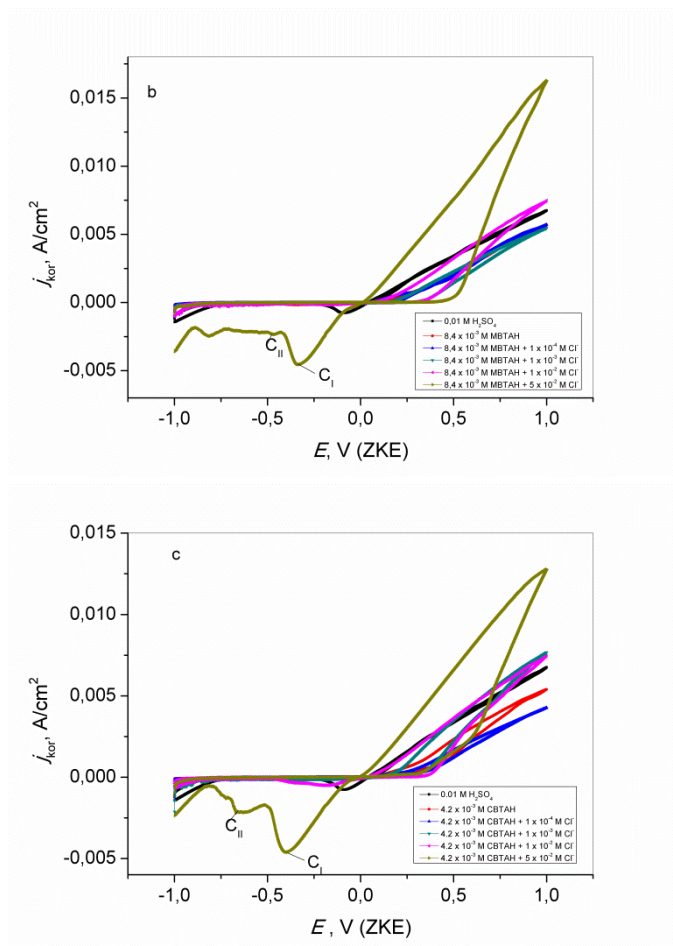 b
0,015
0,010
0,005
0,000
-0,005
j_kor, A/cm²
C_II
C_I
0,01 M H₂SO₄
8,4 x 10⁻³ M MBTAH
8,4 x 10⁻³ M MBTAH + 1 x 10⁻⁴ M Cl⁻
8,4 x 10⁻³ M MBTAH + 1 x 10⁻³ M Cl⁻
8,4 x 10⁻³ M MBTAH + 1 x 10⁻² M Cl⁻
8,4 x 10⁻³ M MBTAH + 5 x 10⁻² M Cl⁻
-1,0 -0,5 0,0 0,5 1,0
E, V (ZKE)
c
0,015
0,010
0,005
0,000
-0,005
j_kor, A/cm²
C_II
C_I
0.01 M H₂SO₄
4.2 x 10⁻³ M CBTAH
4.2 x 10⁻³ M CBTAH + 1 x 10⁻⁴ M Cl⁻
4.2 x 10⁻³ M CBTAH + 1 x 10⁻³ M Cl⁻
4.2 x 10⁻³ M CBTAH + 1 x 10⁻² M Cl⁻
4.2 x 10⁻³ M CBTAH + 5 x 10⁻² M Cl⁻
-1,0 -0,5 0,0 0,5 1,0
E , V (ZKE)